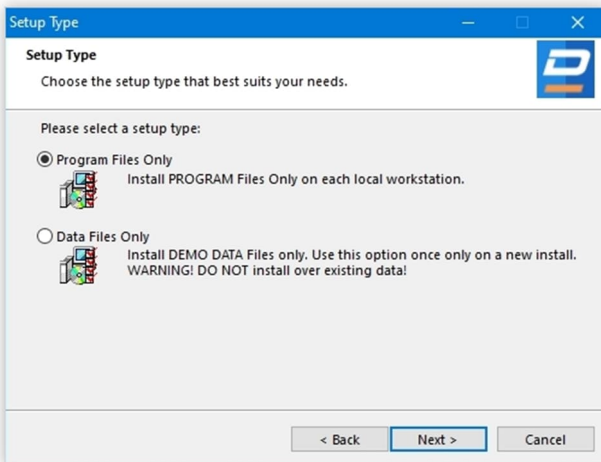 Setup Type
Setup Type
Choose the setup type that best suits your needs.
Please select a setup type:
Program Files Only
Install PROGRAM Files Only on each local workstation.
Data Files Only
Install DEMO DATA Files only. Use this option once only on a new install.
WARNING! DO NOT install over existing data!
< Back Next > Cancel